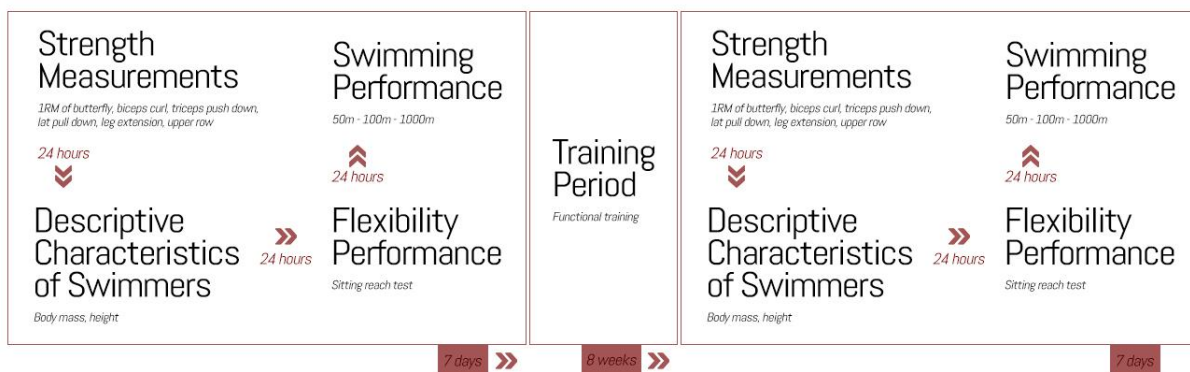 Strength
Measurements
1RM of butterfly, biceps curl, triceps push down,
lat pull down, leg extension, upper row
24 hours
Descriptive
Characteristics
of Swimmers
Body mass, height
24 hours
Flexibility
Performance
Sitting reach test
24 hours
Swimming
Performance
50m - 100m - 1000m
7 days
Training
Period
Functional training
8 weeks
Strength
Measurements
1RM of butterfly, biceps curl, triceps push down,
lat pull down, leg extension, upper row
24 hours
Descriptive
Characteristics
of Swimmers
Body mass, height
24 hours
Flexibility
Performance
Sitting reach test
24 hours
Swimming
Performance
50m - 100m - 1000m
7 days